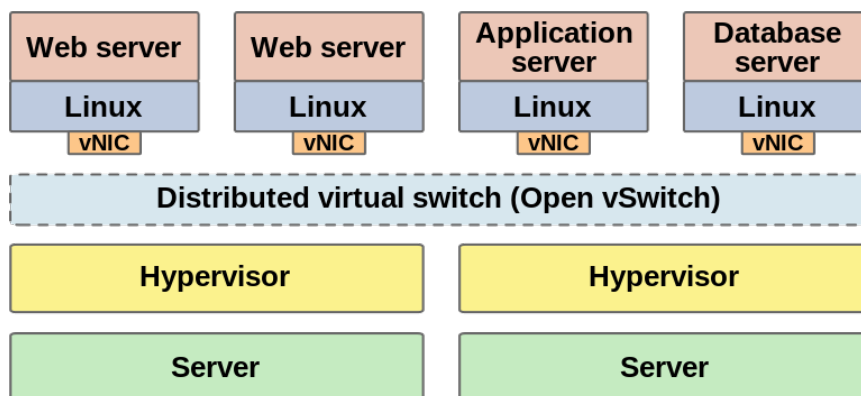 Web server
Web server
Application
server
Database
server
Linux
Linux
Linux
Linux
vNIC
vNIC
vNIC
vNIC
Distributed virtual switch (Open vSwitch)
Hypervisor
Hypervisor
Server
Server